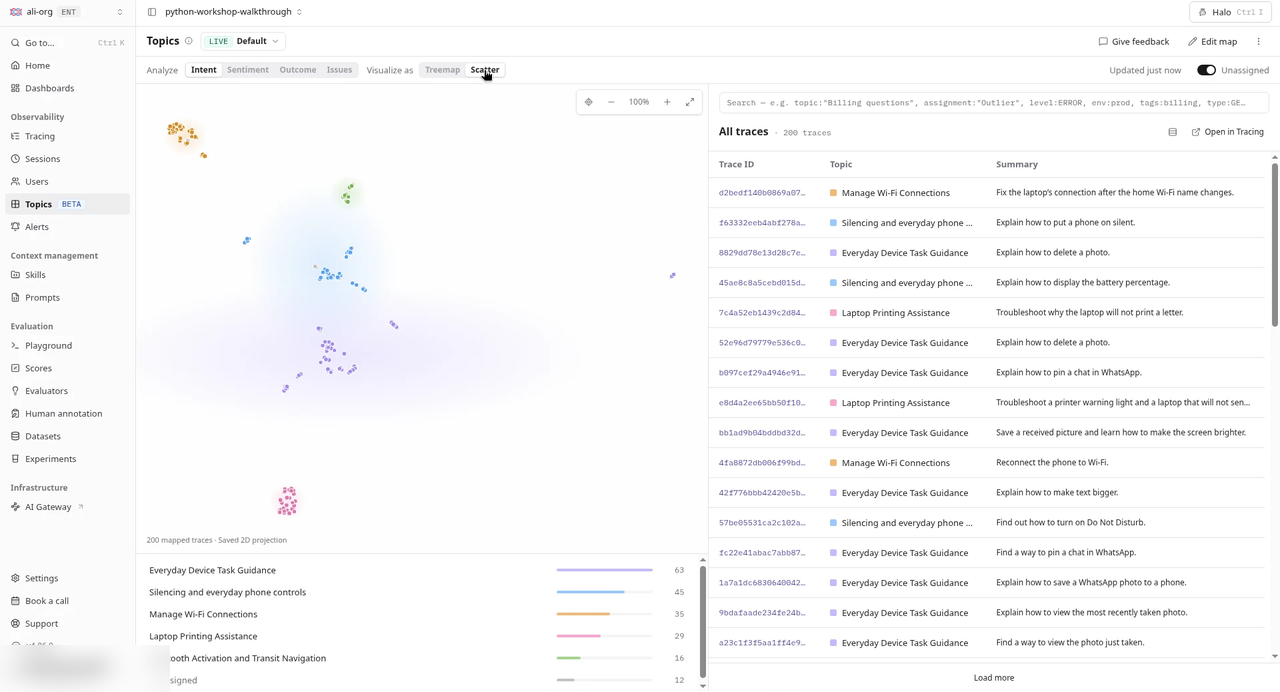 ali-org ENT
python-workshop-walkthrough
Halo Ctrl I
Go to... Ctrl K
Home
Dashboards
Observability
Tracing
Sessions
Users
Topics BETA
Alerts
Context management
Skills
Prompts
Evaluation
Playground
Scores
Evaluators
Human annotation
Datasets
Experiments
Infrastructure
AI Gateway
Settings
Book a call
Support
Topics LIVE Default
Give feedback Edit map
Analyze Intent Sentiment Outcome Issues Visualize as Treemap Scatter
Updated just now Unassigned
100%
200 mapped traces · Saved 2D projection
Everyday Device Task Guidance 63
Silencing and everyday phone controls 45
Manage Wi-Fi Connections 35
Laptop Printing Assistance 29
ooth Activation and Transit Navigation 16
signed 12
Search — e.g. topic:"Billing questions", assignment:"Outlier", level:ERROR, env:prod, tags:billing, type:GE…
All traces · 200 traces
Open in Tracing
Trace ID Topic Summary
d2bedf140b0869a07… Manage Wi-Fi Connections Fix the laptop's connection after the home Wi-Fi name changes.
f63332eeb4abf278a… Silencing and everyday phone ... Explain how to put a phone on silent.
8829dd78e13d28c7e… Everyday Device Task Guidance Explain how to delete a photo.
45ae8c8a5cebd015d… Silencing and everyday phone ... Explain how to display the battery percentage.
7c4a52eb1439c2d84… Laptop Printing Assistance Troubleshoot why the laptop will not print a letter.
52e96d79779e536c0… Everyday Device Task Guidance Explain how to delete a photo.
b097cef29a4946e91… Everyday Device Task Guidance Explain how to pin a chat in WhatsApp.
e8d4a2ee65bb50f10… Laptop Printing Assistance Troubleshoot a printer warning light and a laptop that will not sen...
bb1ad9b04bddbd32d… Everyday Device Task Guidance Save a received picture and learn how to make the screen brighter.
4fa8872db006f99bd… Manage Wi-Fi Connections Reconnect the phone to Wi-Fi.
42f776bbb42420e5b… Everyday Device Task Guidance Explain how to make text bigger.
57be05531ca2c102a… Silencing and everyday phone ... Find out how to turn on Do Not Disturb.
fc22e41abac7abb87… Everyday Device Task Guidance Find a way to pin a chat in WhatsApp.
1a7a1dc6830640042… Everyday Device Task Guidance Explain how to save a WhatsApp photo to a phone.
9bdafaade234fe24b… Everyday Device Task Guidance Explain how to view the most recently taken photo.
a23c1f3f5aa1ff4e9… Everyday Device Task Guidance Find a way to view the photo just taken.
Load more